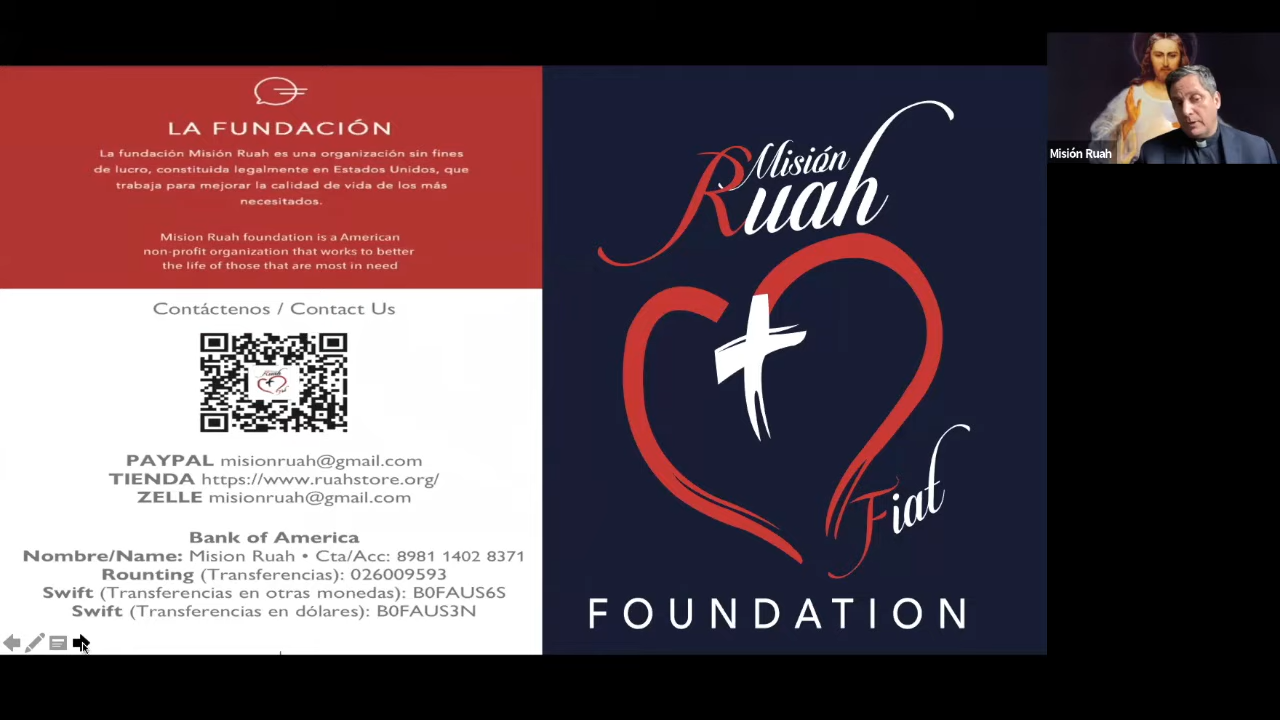 LA FUNDACIÓN
La fundación Misión Ruah es una organización sin fines
de lucro, constituida legalmente en Estados Unidos, que
trabaja para mejorar la calidad de vida de los más
necesitados.
Mision Ruah foundation is a American
non-profit organization that works to better
the life of those that are most in need
Contáctenos / Contact Us
Ruah
Fiat
PAYPAL misionruah@gmail.com
TIENDA https://www.ruahstore.org/
ZELLE misionruah@gmail.com
Bank of America
Nombre/Name: Mision Ruah • Cta/Acc: 8981 1402 8371
Rounting (Transferencias): 026009593
Swift (Transferencias en otras monedas): B0FAUS6S
Swift (Transferencias en dólares): B0FAUS3N
Misión
Ruah
Fiat
FOUNDATION
Misión Ruah